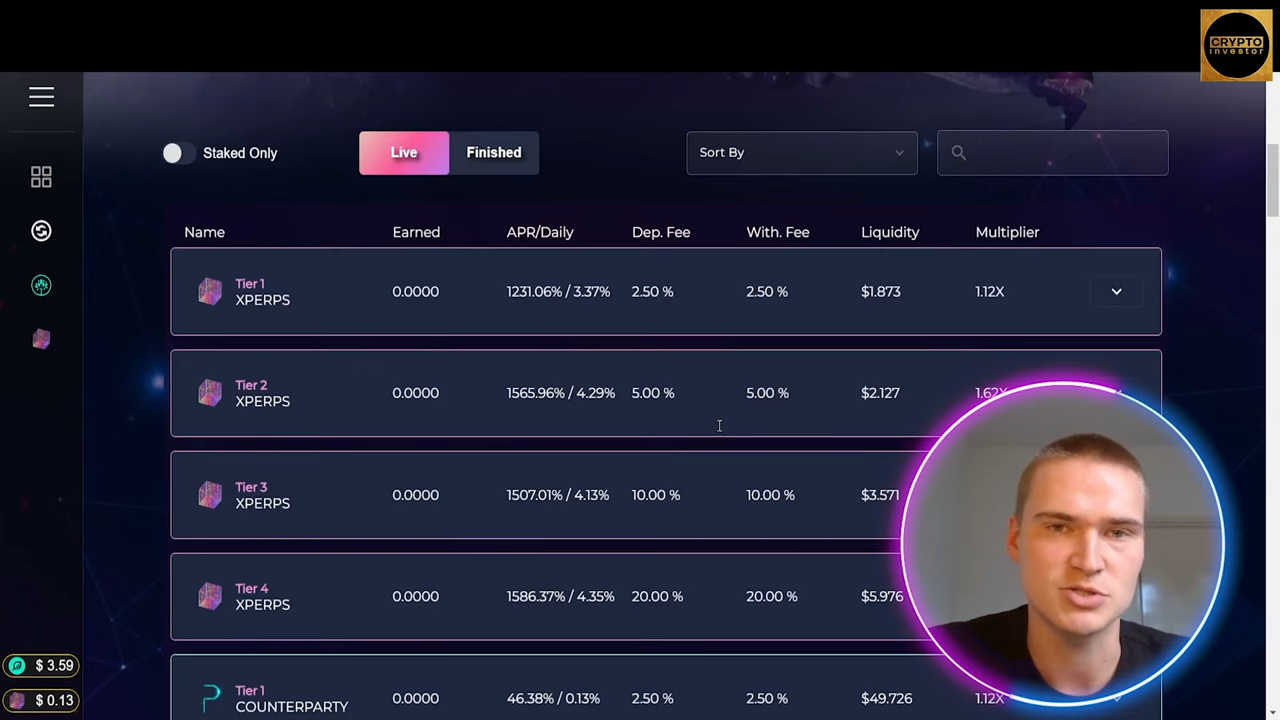 CRYPTO
investor
Staked Only
Live
Finished
Sort By
Name Earned APR/Daily Dep. Fee With. Fee Liquidity Multiplier
Tier 1
XPERPS
0.0000 1231.06% / 3.37% 2.50 % 2.50 % $1.873 1.12X
Tier 2
XPERPS
0.0000 1565.96% / 4.29% 5.00 % 5.00 % $2.127 1.62X
Tier 3
XPERPS
0.0000 1507.01% / 4.13% 10.00 % 10.00 % $3.571
Tier 4
XPERPS
0.0000 1586.37% / 4.35% 20.00 % 20.00 % $5.976
Tier 1
COUNTERPARTY
0.0000 46.38% / 0.13% 2.50 % 2.50 % $49.726 1.12X
$ 3.59
$ 0.13